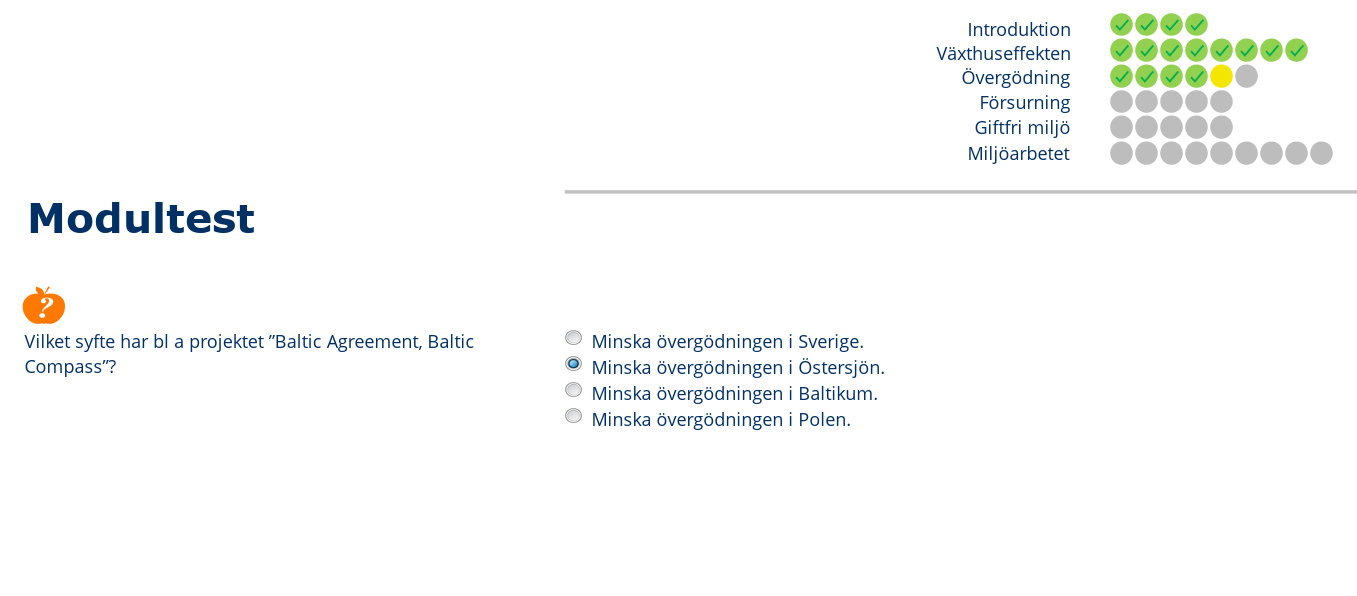 Introduktion
Växthuseffekten
Övergödning
Försurning
Giftfri miljö
Miljöarbetet
Modultest
?
Vilket syfte har bl a projektet ”Baltic Agreement, Baltic
Compass”?
Minska övergödningen i Sverige.
Minska övergödningen i Östersjön.
Minska övergödningen i Baltikum.
Minska övergödningen i Polen.